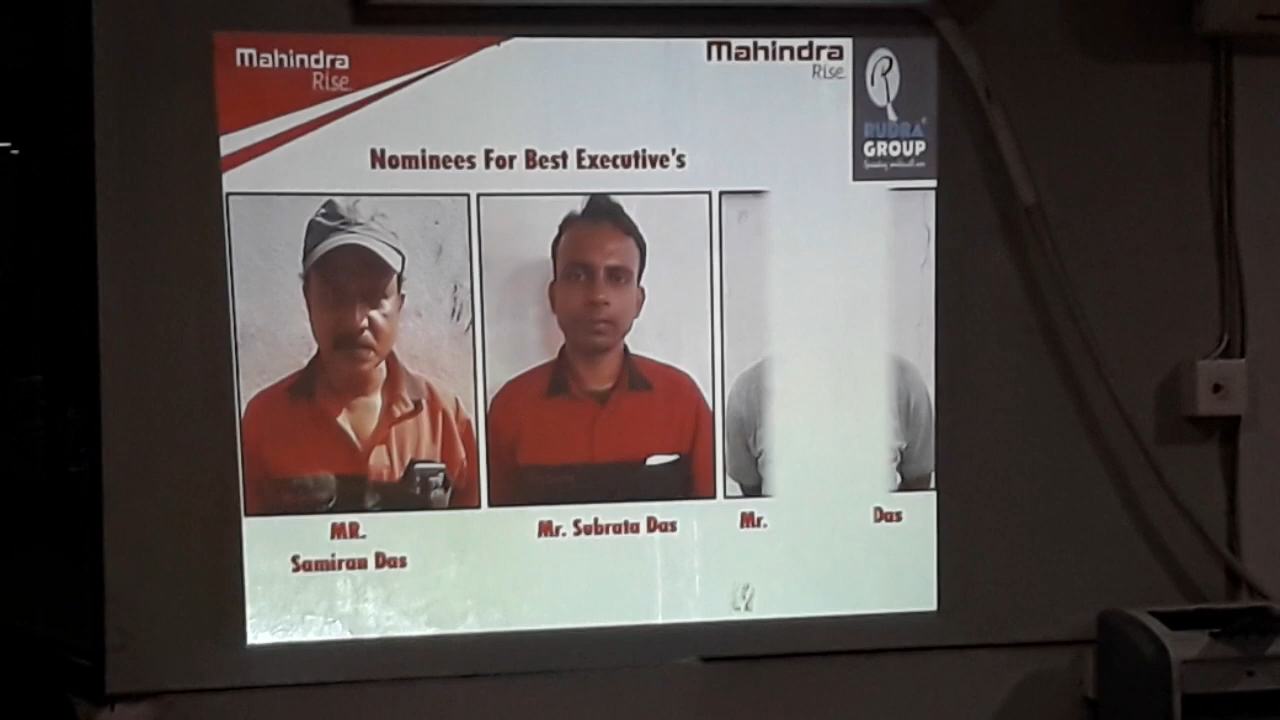 Mahindra
Rise
Mahindra
Rise
RUDRA
GROUP
Nominees For Best Executive's
MR.
Samiran Das
Mr. Subrata Das
Mr. Das